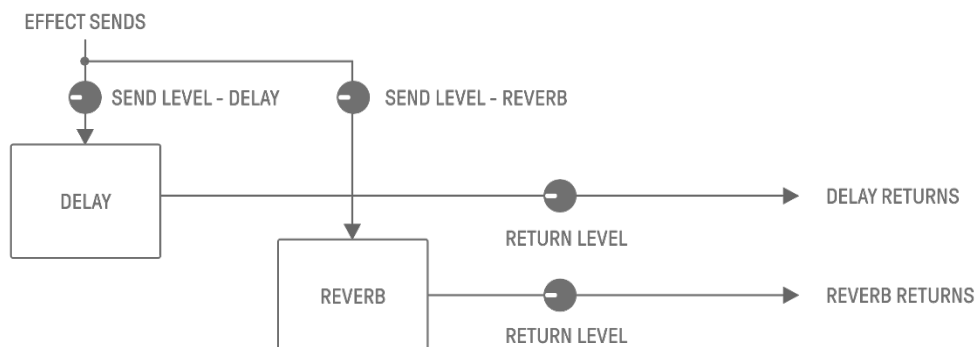 EFFECT SENDS
SEND LEVEL - DELAY
SEND LEVEL - REVERB
DELAY
DELAY RETURNS
RETURN LEVEL
REVERB
REVERB RETURNS
RETURN LEVEL